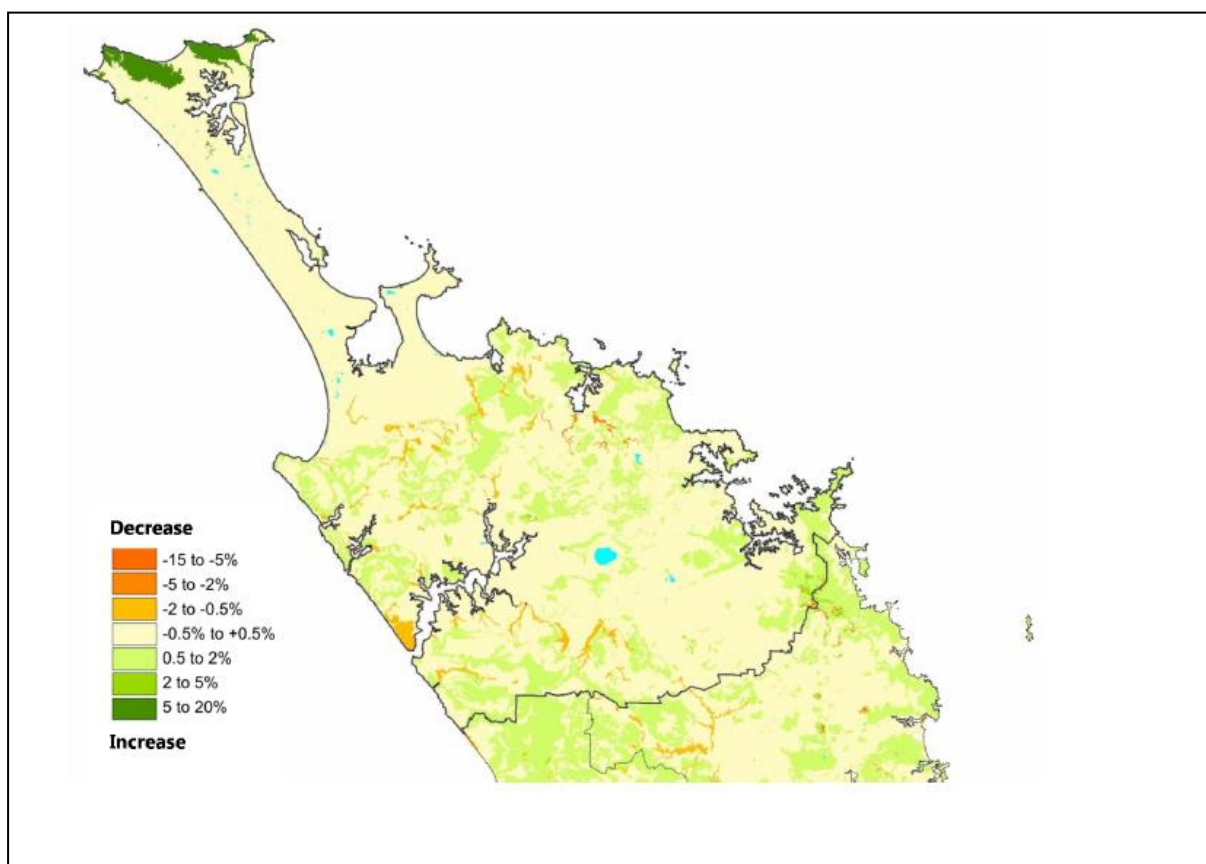 Decrease
-15 to -5%
-5 to -2%
-2 to -0.5%
-0.5% to +0.5%
0.5 to 2%
2 to 5%
5 to 20%
Increase